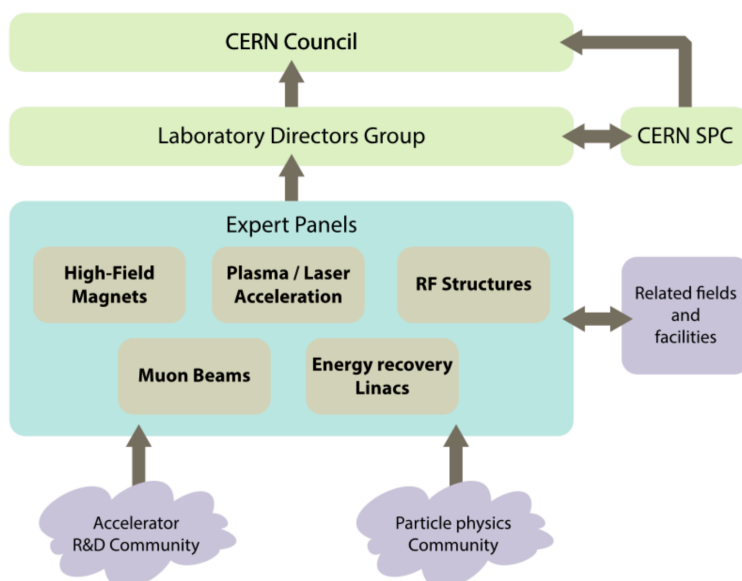 CERN Council
Laboratory Directors Group
CERN SPC
Expert Panels
High-Field
Magnets
Plasma / Laser
Acceleration
RF Structures
Related fields
and
facilities
Muon Beams
Energy recovery
Linacs
Accelerator
R&D Community
Particle physics
Community